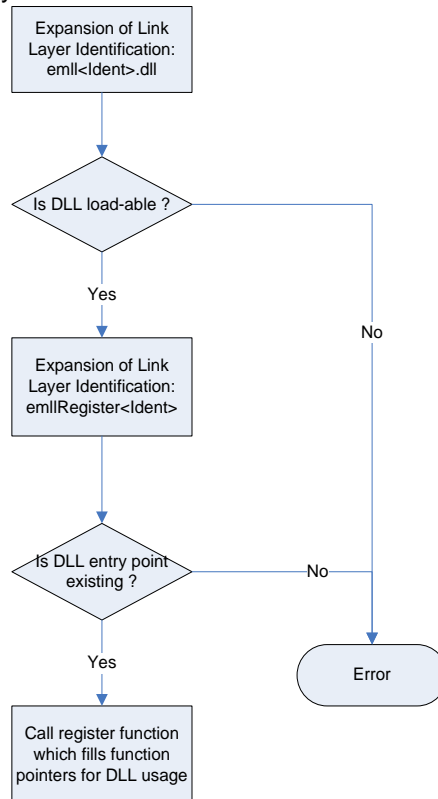 Expansion of Link
Layer Identification:
emll<Ident>.dll
Is DLL load-able ?
Yes
No
Expansion of Link
Layer Identification:
emllRegister<Ident>
Is DLL entry point
existing ?
No
Yes
Error
Call register function
which fills function
pointers for DLL usage